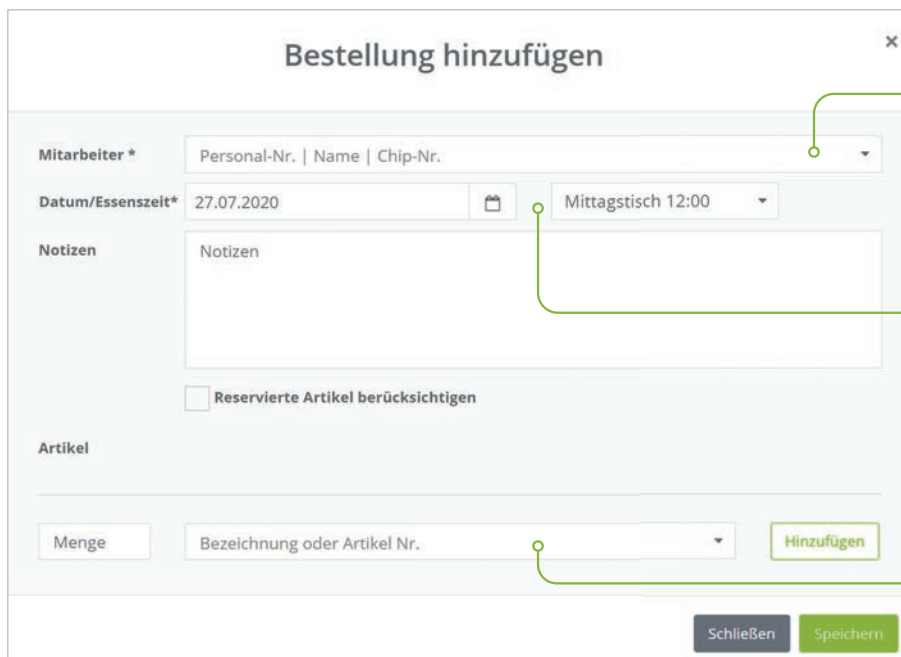 Bestellung hinzufügen
×
Mitarbeiter * Personal-Nr. | Name | Chip-Nr.
Datum/Essenszeit* 27.07.2020 Mittagstisch 12:00
Notizen Notizen
Reservierte Artikel berücksichtigen
Artikel
Menge Bezeichnung oder Artikel Nr. Hinzufügen
Schließen Speichern